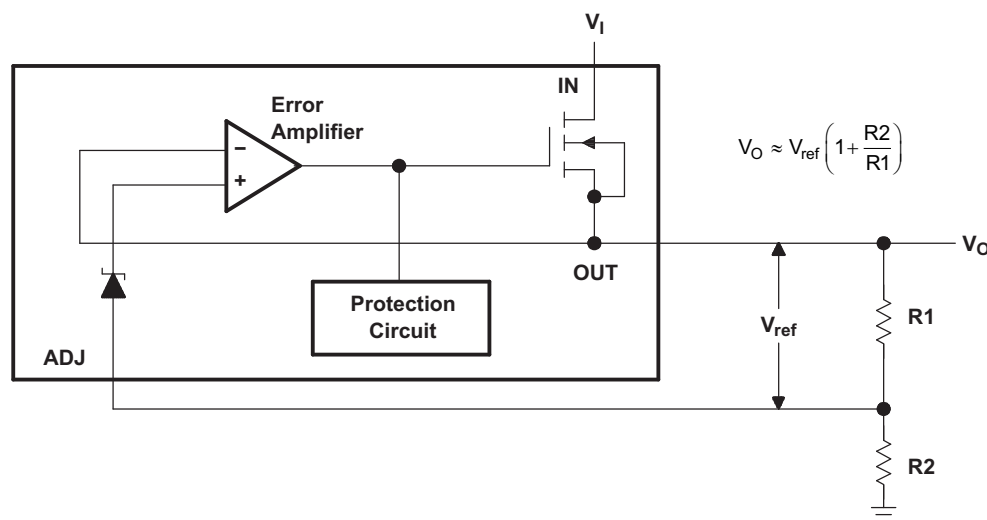 V_I
IN
Error
Amplifier
−
+
V_O ≈ V_ref (1 + R2/R1)
V_O
OUT
Protection
Circuit
V_ref
R1
ADJ
R2